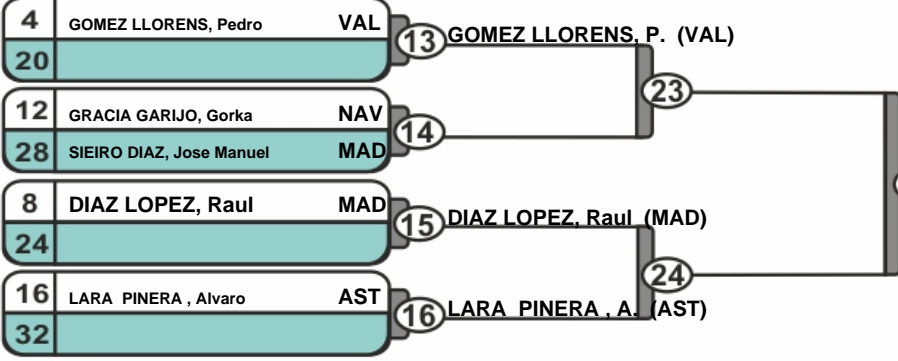 4 GOMEZ LLORENS, Pedro VAL
13 GOMEZ LLORENS, P. (VAL)
20
23
12 GRACIA GARIJO, Gorka NAV
14
28 SIEIRO DIAZ, Jose Manuel MAD
8 DIAZ LOPEZ, Raul MAD
15 DIAZ LOPEZ, Raul (MAD)
24
24
16 LARA PINERA , Alvaro AST
16 LARA PINERA , A. (AST)
32